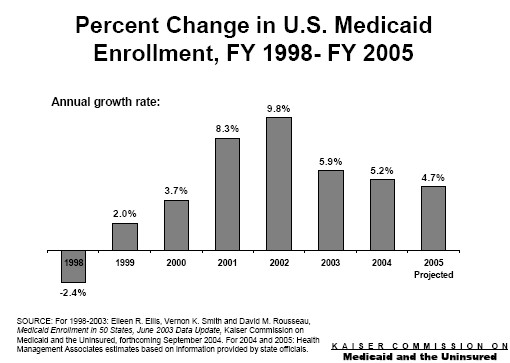 Percent Change in U.S. Medicaid
Enrollment, FY 1998- FY 2005
Annual growth rate:
9.8%
8.3%
5.9%
5.2%
4.7%
3.7%
2.0%
1998 1999 2000 2001 2002 2003 2004 2005
Projected
-2.4%
SOURCE: For 1998-2003: Eileen R. Ellis, Vernon K. Smith and David M. Rousseau,
Medicaid Enrollment in 50 States, June 2003 Data Update, Kaiser Commission on
Medicaid and the Uninsured, forthcoming September 2004. For 2004 and 2005: Health
Management Associates estimates based on information provided by state officials.
KAISER COMMISSION ON
Medicaid and the Uninsured